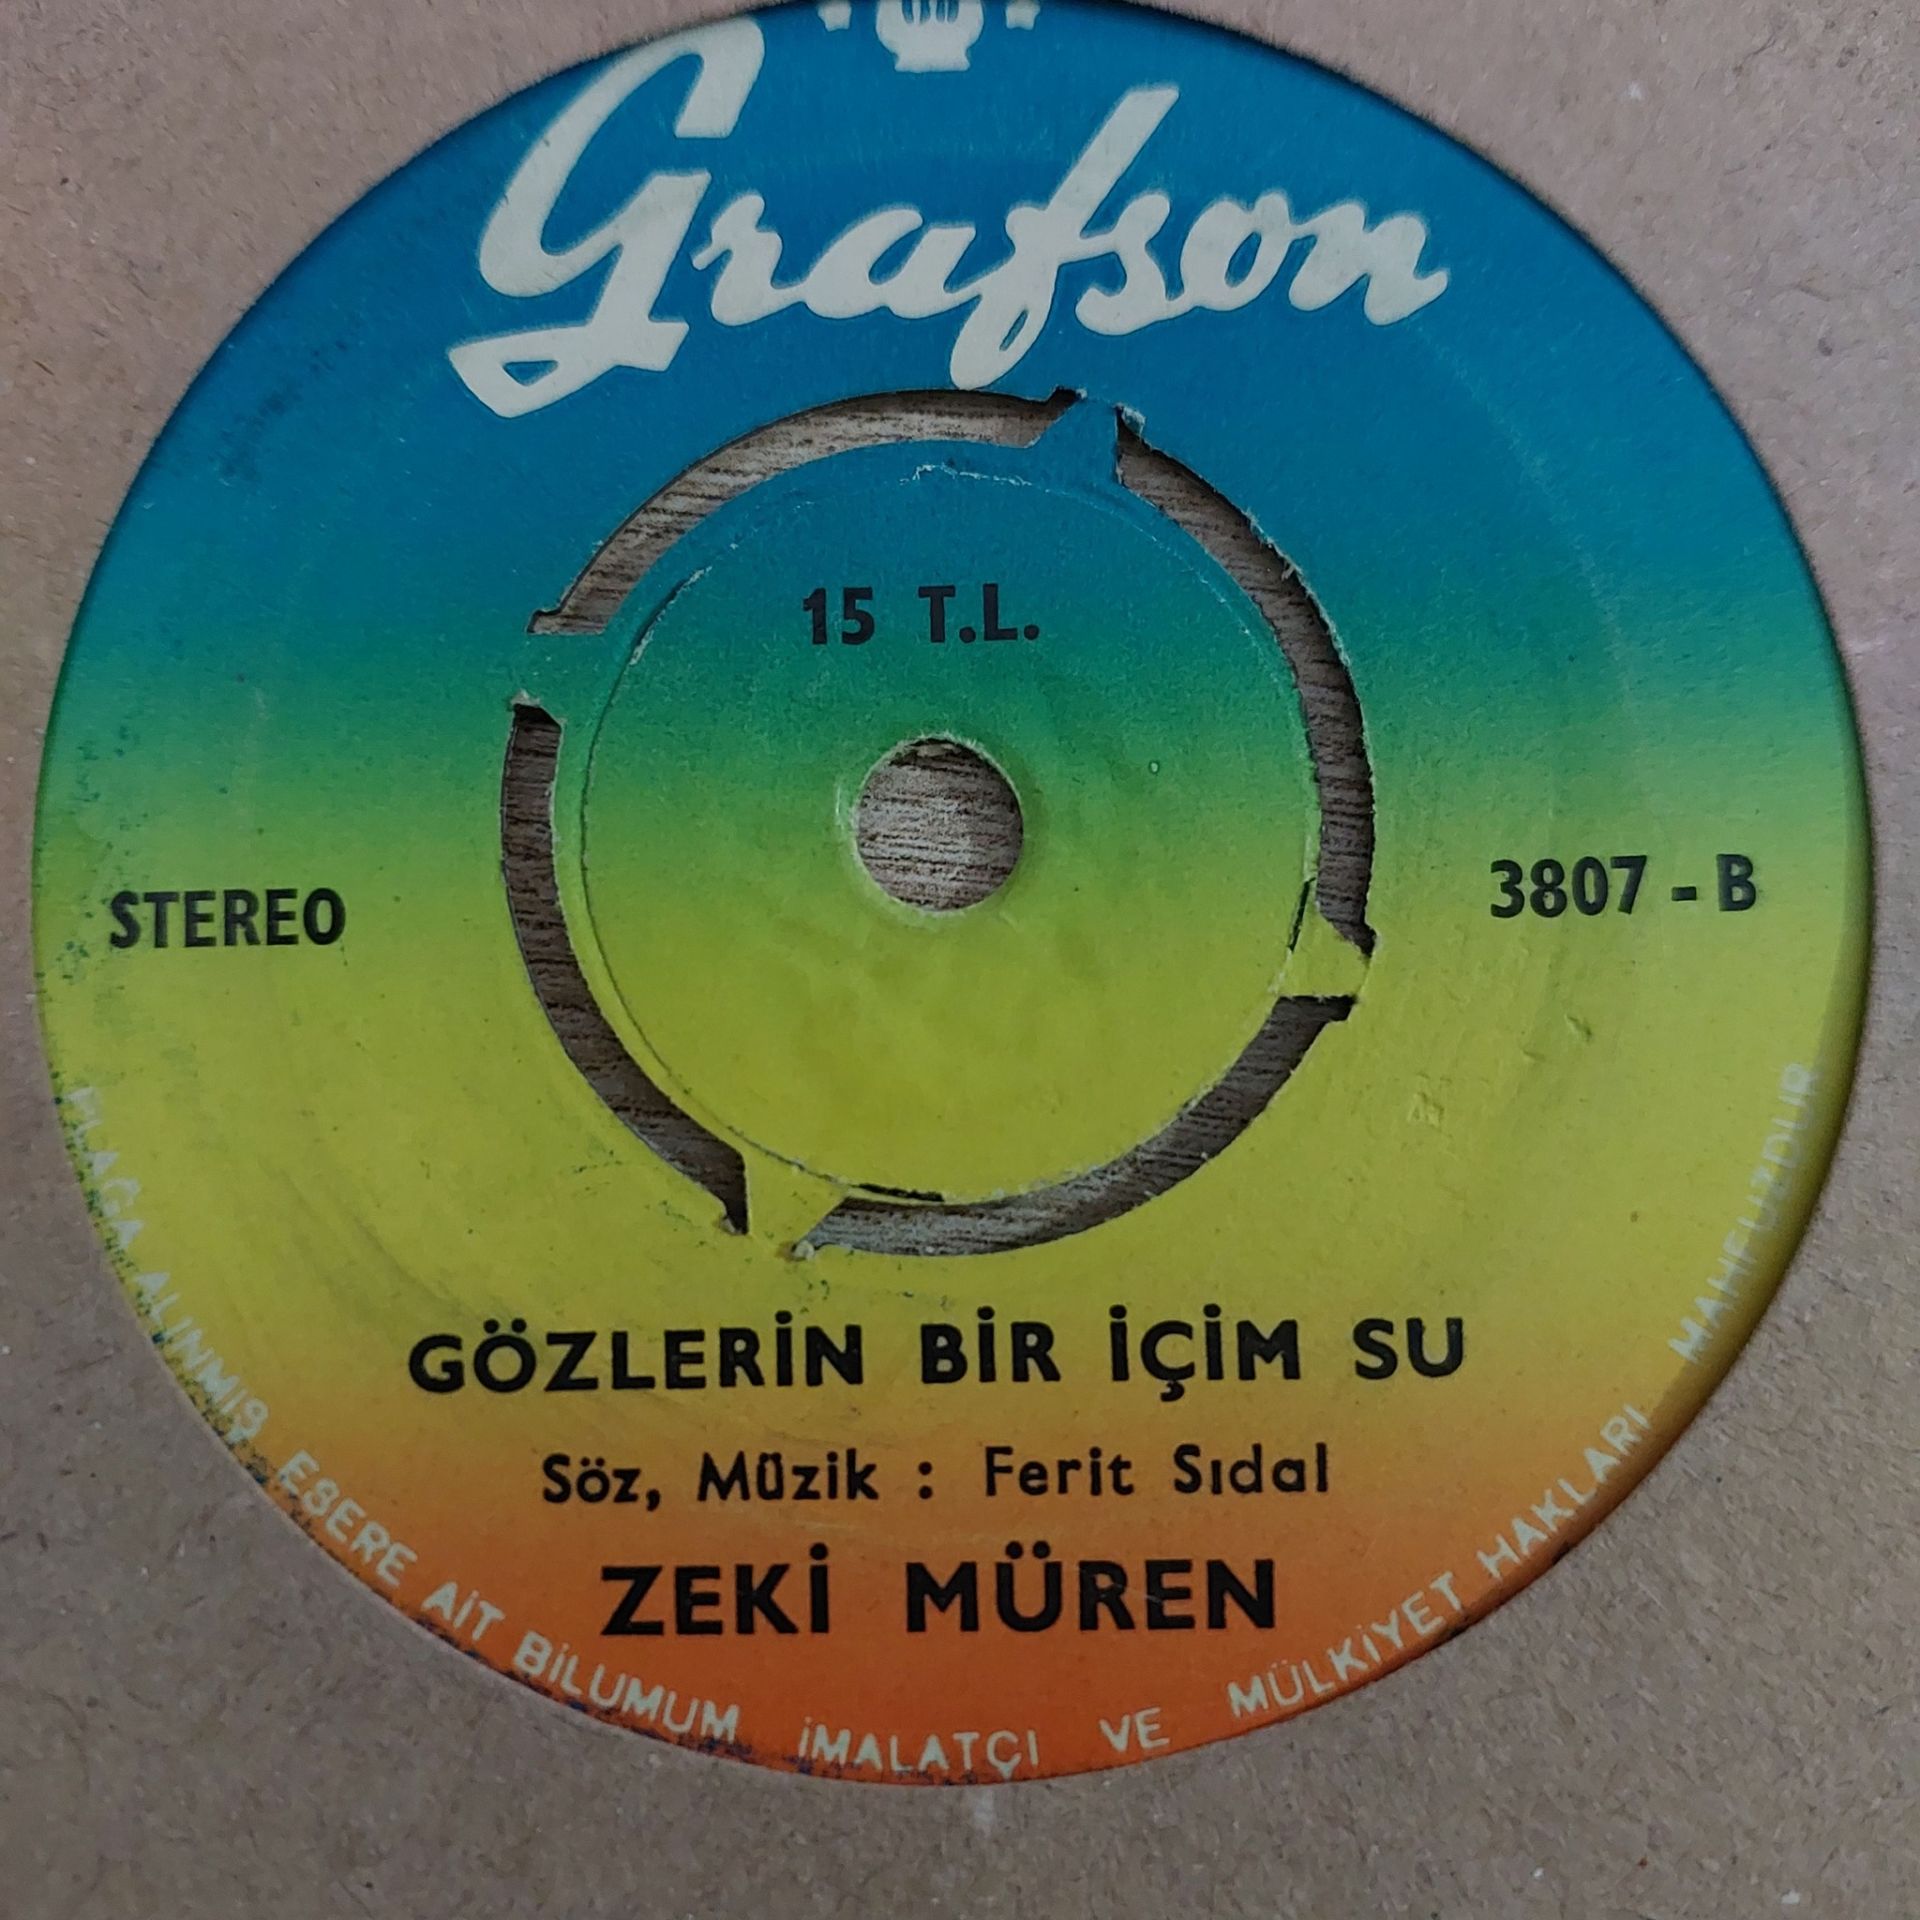 Grafson
15 T.L.
STEREO
3807 - B
GÖZLERİN BİR İÇİM SU
Söz, Müzik : Ferit Sıdal
ZEKİ MÜREN
PLAĞA ALINMIŞ ESERE AİT BİLUMUM İMALATÇI VE MÜLKİYET HAKLARI MAHFUZDUR